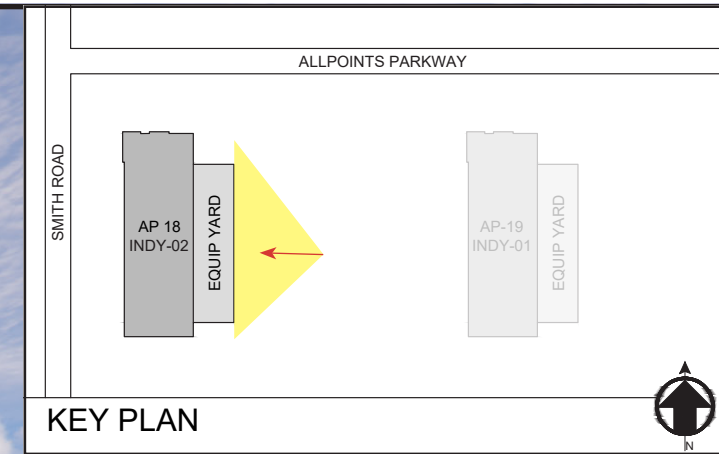 ALLPOINTS PARKWAY
SMITH ROAD
AP 18
INDY-02
EQUIP YARD
AP-19
INDY-01
EQUIP YARD
KEY PLAN
N